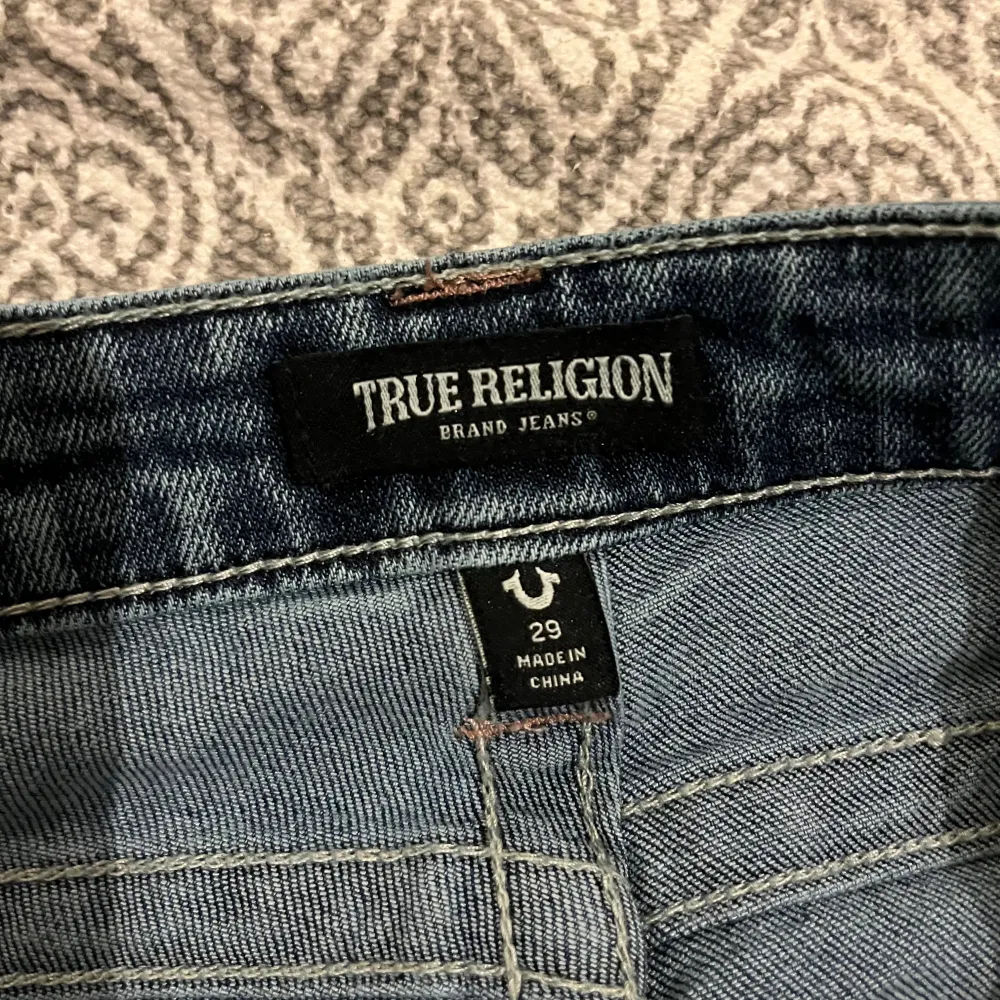 TRUE RELIGION
BRAND JEANS®
29
MADE IN
CHINA